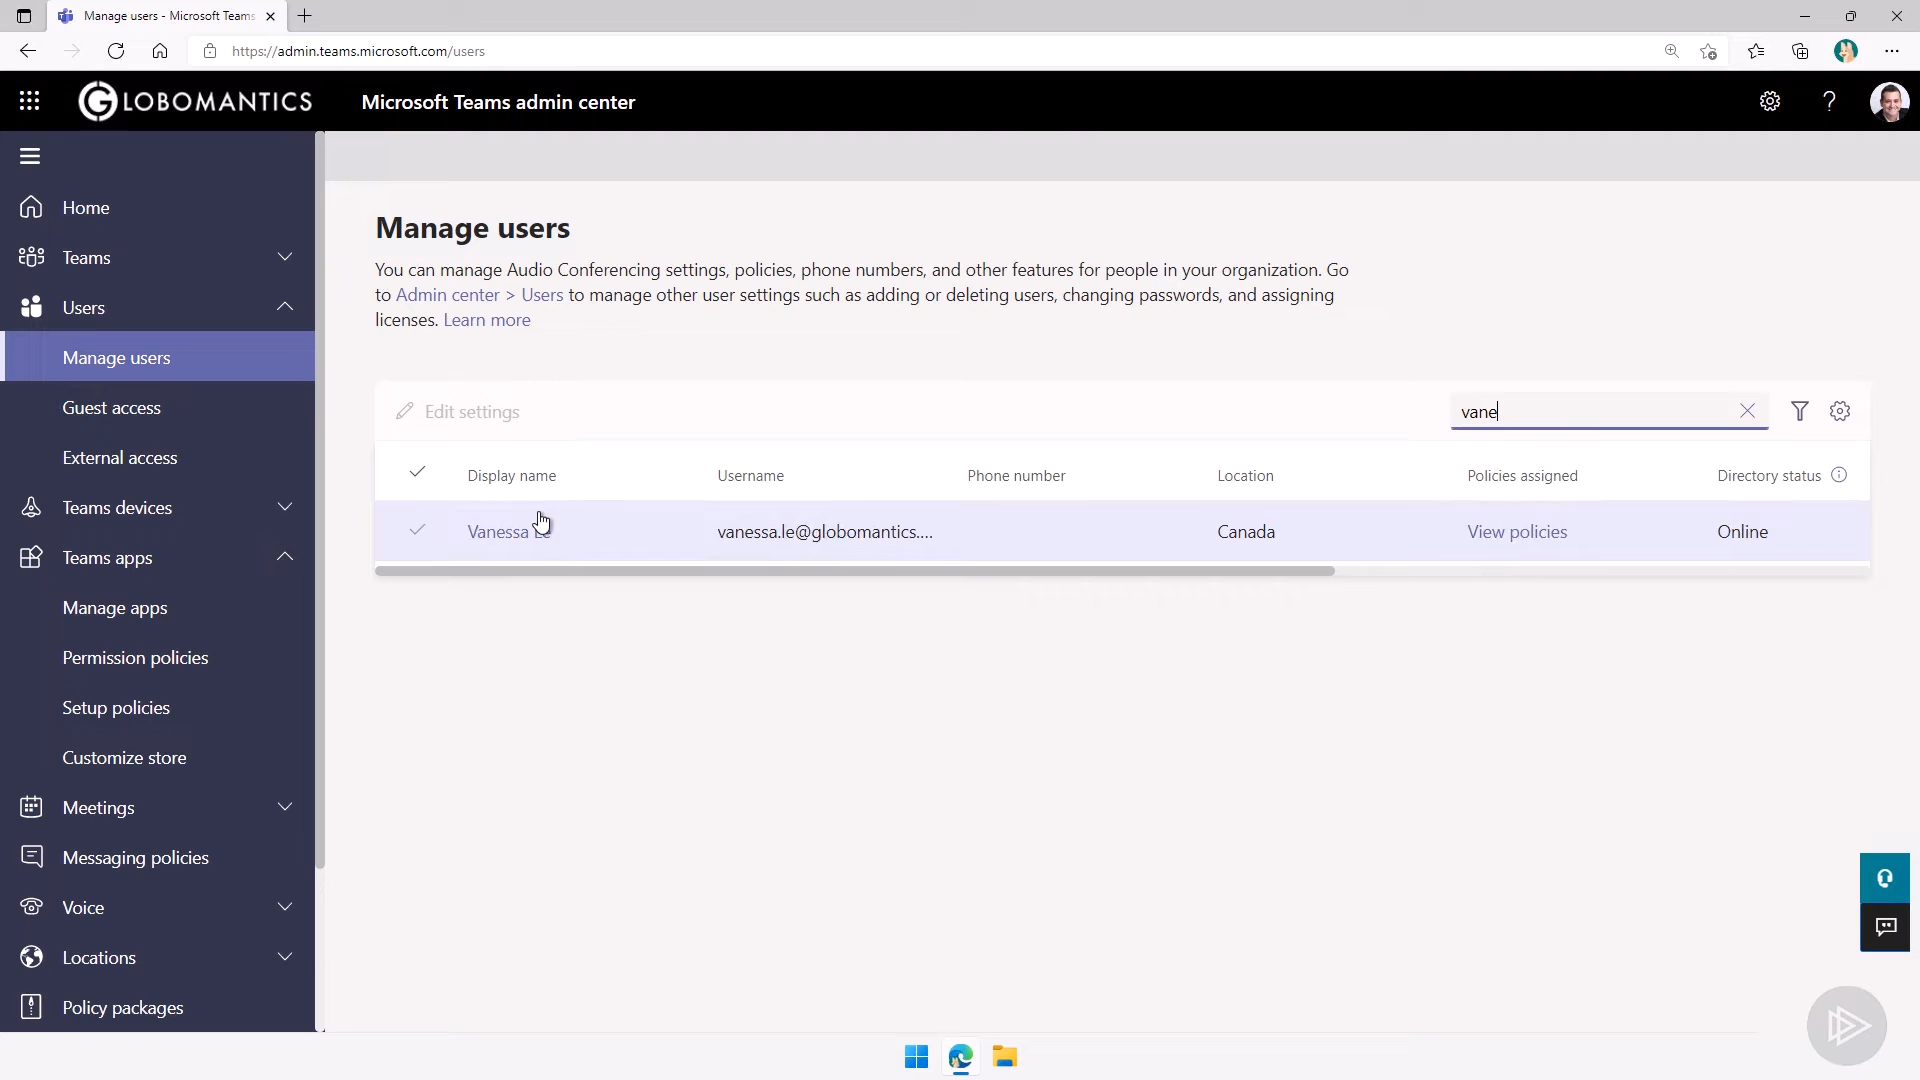 Manage users - Microsoft Teams
https://admin.teams.microsoft.com/users
GLOBOMANTICS
Microsoft Teams admin center
Home
Teams
Users
Manage users
Guest access
External access
Teams devices
Teams apps
Manage apps
Permission policies
Setup policies
Customize store
Meetings
Messaging policies
Voice
Locations
Policy packages
Manage users
You can manage Audio Conferencing settings, policies, phone numbers, and other features for people in your organization. Go
to Admin center > Users to manage other user settings such as adding or deleting users, changing passwords, and assigning
licenses. Learn more
Edit settings
vane
Display name Username Phone number Location Policies assigned Directory status
Vanessa Le vanessa.le@globomantics.... Canada View policies Online